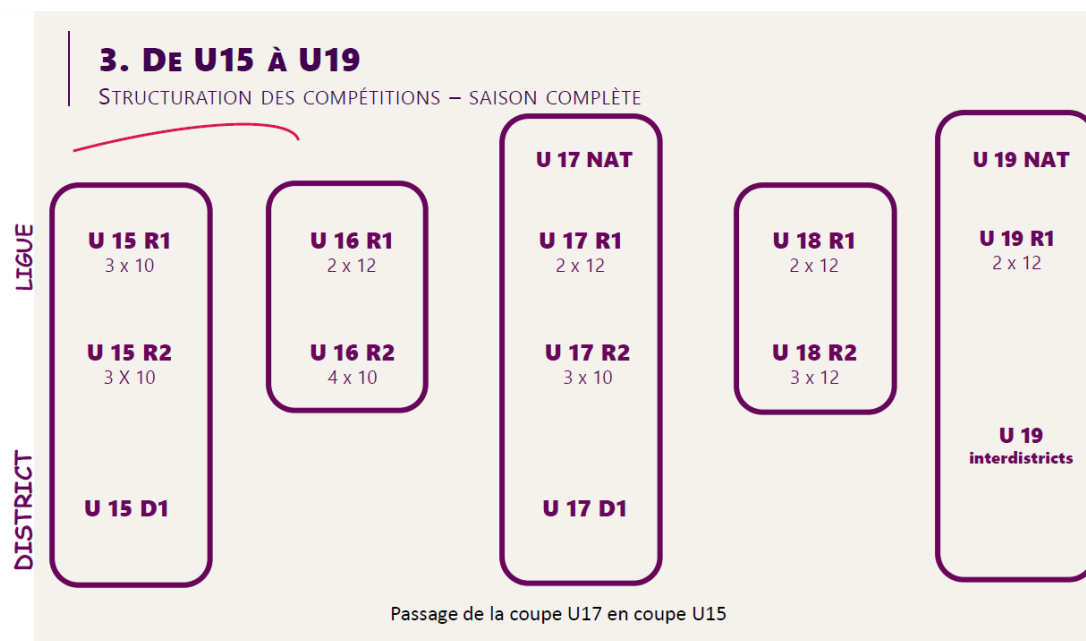 3. DE U15 À U19
STRUCTURATION DES COMPÉTITIONS – SAISON COMPLÈTE
LIGUE
DISTRICT
U 15 R1
3 x 10
U 15 R2
3 X 10
U 15 D1
U 16 R1
2 x 12
U 16 R2
4 x 10
U 17 NAT
U 17 R1
2 x 12
U 17 R2
3 x 10
U 17 D1
U 18 R1
2 x 12
U 18 R2
3 x 12
U 19 NAT
U 19 R1
2 x 12
U 19
interdistricts
Passage de la coupe U17 en coupe U15